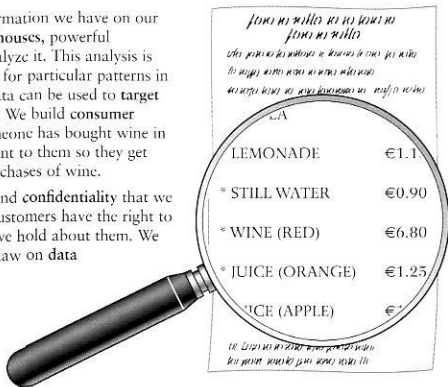 rmation we have on our
houses, powerful
alyze it. This analysis is
for particular patterns in
ta can be used to target
We build consumer
neone has bought wine in
nt to them so they get
chases of wine.
nd confidentiality that we
ustomers have the right to
ve hold about them. We
aw on data
LA
LEMONADE €1.1
* STILL WATER €0.90
* WINE (RED) €6.80
* JUICE (ORANGE) €1.25
ICE (APPLE) €